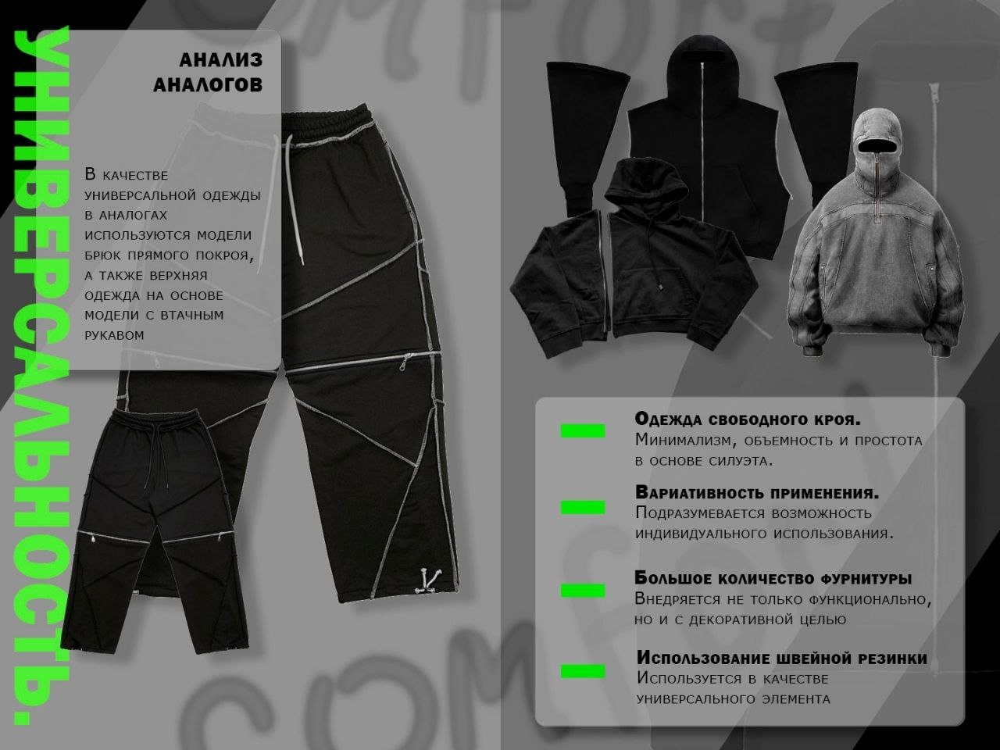 УНИВЕРСАЛЬНОСТЬ.
АНАЛИЗ
АНАЛОГОВ
В КАЧЕСТВЕ
УНИВЕРСАЛЬНОЙ ОДЕЖДЫ
В АНАЛОГАХ
ИСПОЛЬЗУЮТСЯ МОДЕЛИ
БРЮК ПРЯМОГО ПОКРОЯ,
А ТАКЖЕ ВЕРХНЯЯ
ОДЕЖДА НА ОСНОВЕ
МОДЕЛИ С ВТАЧНЫМ
РУКАВОМ
ОДЕЖДА СВОБОДНОГО КРОЯ.
МИНИМАЛИЗМ, ОБЪЕМНОСТЬ И ПРОСТОТА
В ОСНОВЕ СИЛУЭТА.
ВАРИАТИВНОСТЬ ПРИМЕНЕНИЯ.
ПОДРАЗУМЕВАЕТСЯ ВОЗМОЖНОСТЬ
ИНДИВИДУАЛЬНОГО ИСПОЛЬЗОВАНИЯ.
БОЛЬШОЕ КОЛИЧЕСТВО ФУРНИТУРЫ
ВНЕДРЯЕТСЯ НЕ ТОЛЬКО ФУНКЦИОНАЛЬНО,
НО И С ДЕКОРАТИВНОЙ ЦЕЛЬЮ
ИСПОЛЬЗОВАНИЕ ШВЕЙНОЙ РЕЗИНКИ
ИСПОЛЬЗУЕТСЯ В КАЧЕСТВЕ
УНИВЕРСАЛЬНОГО ЭЛЕМЕНТА